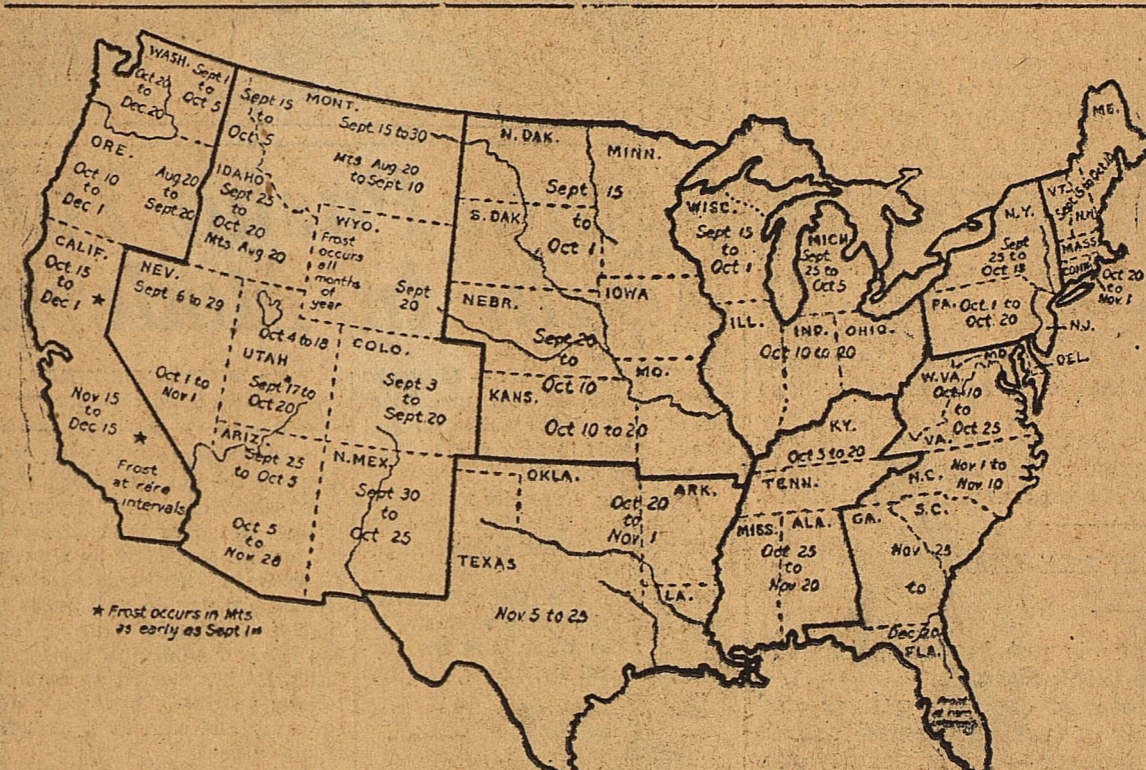 WASH.
Sept 1
to
Oct 5
Oct 20
to
Dec 20
ORE.
Oct 10
to
Dec 1
Aug 20
to
Sept 20
CALIF.
Oct 15
to
Dec 1 ★
Nov 15
to
Dec 15 ★
Frost
at rare
intervals
★ Frost occurs in Mts
as early as Sept 1st
NEV.
Sept 6 to 29
Oct 1 to
Nov 1
Sept 15
to
Oct 5
MONT.
Sept. 15 to 30
Mts Aug 20
to Sept 10
IDAHO
Sept 25
to
Oct 20
Mts Aug 20
WYO.
Frost
occurs
all
months
of
year
Sept
20
Oct 4 to 18
UTAH
Sept 17 to
Oct 20
COLO.
Sept 3
to
Sept. 20
ARIZ.
Sept 25
to Oct 5
Oct 5
to
Nov 28
N.MEX.
Sept 30
to
Oct 25
N. DAK.
MINN.
Sept 15
to
Oct 1
S. DAK.
NEBR.
IOWA
Sept 20
to
Oct 10
KANS.
MO.
Oct 10 to 20
OKLA.
ARK.
Oct 20
to
Nov. 1
TEXAS
LA.
Nov. 5 to 25
WISC.
Sept 15
to
Oct 1
MICH
Sept
25 to
Oct 5
ILL.
IND.
OHIO.
Oct 10 to 20
KY.
Oct 5 to 20
TENN.
MISS.
ALA.
Oct 25
to
Nov 20
GA.
S.C.
Nov 25
to
Dec 20
FLA.
N.C.
Nov 1 to
Nov 10
W.VA.
Oct 10
to
Oct 25
VA.
MD.
DEL.
N.J.
PA. Oct. 1 to
Oct. 20
N.Y.
Sept
25 to
Oct 15
ME.
VT.
N.H.
Sept 15 to Oct
MASS.
CONN.
Oct 20
to
Nov. 1